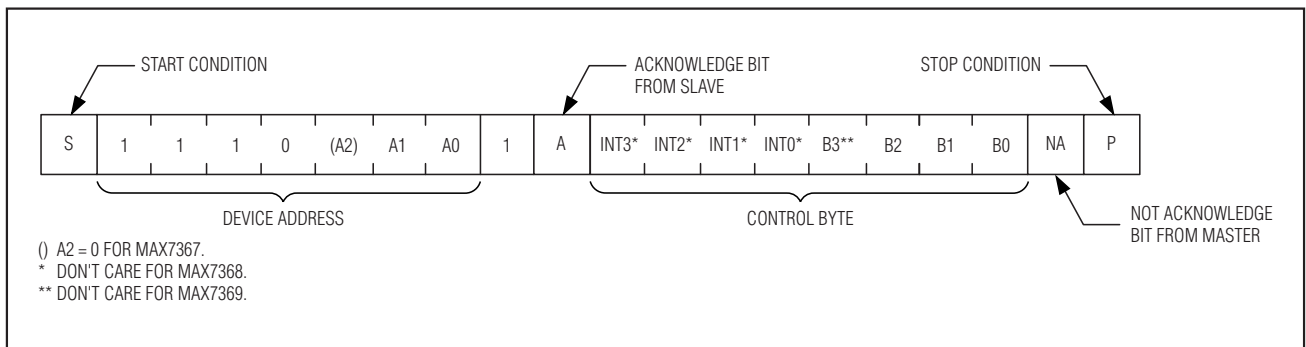 START CONDITION
ACKNOWLEDGE BIT
FROM SLAVE
STOP CONDITION
S 1 1 1 0 (A2) A1 A0 1 A INT3* INT2* INT1* INT0* B3** B2 B1 B0 NA P
DEVICE ADDRESS
CONTROL BYTE
NOT ACKNOWLEDGE
BIT FROM MASTER
() A2 = 0 FOR MAX7367.
* DON'T CARE FOR MAX7368.
** DON'T CARE FOR MAX7369.